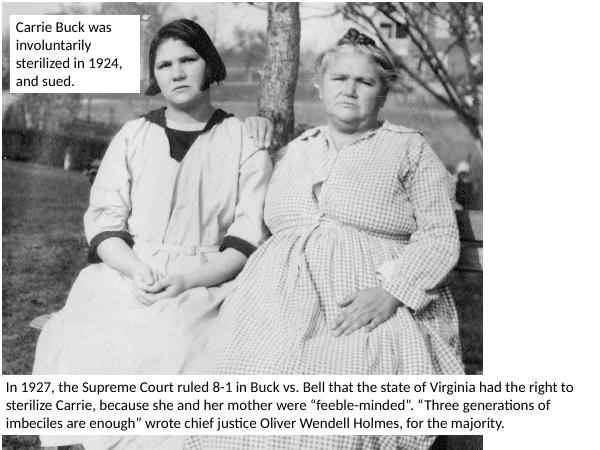 Carrie Buck was
involuntarily
sterilized in 1924,
and sued.
In 1927, the Supreme Court ruled 8-1 in Buck vs. Bell that the state of Virginia had the right to
sterilize Carrie, because she and her mother were “feeble-minded”. “Three generations of
imbeciles are enough” wrote chief justice Oliver Wendell Holmes, for the majority.